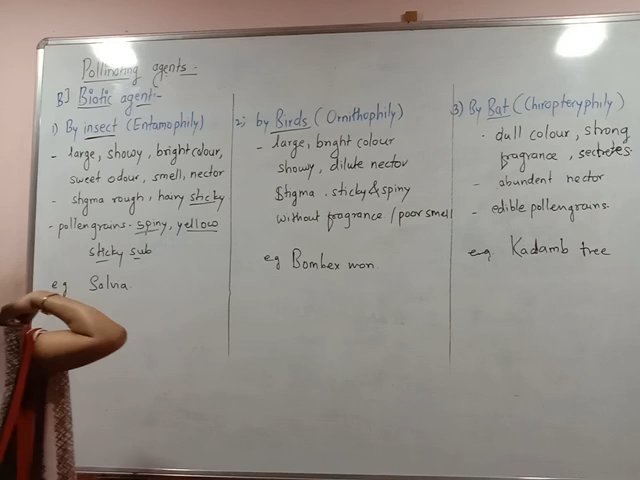 Pollinating agents.
B] Biotic agent:-
1) By insect (Entamophily)
- large, showy, bright colour,
sweet odour, smell, nector
- stigma rough, hairy sticky
- pollengrains. spiny, yellow
sticky sub
eg Salvia.
2) by Birds (Ornithophily)
- large, bright colour
showy, dilute nector
Stigma. sticky & spiny
without fragrance / poor smell
eg Bombex mon
3) By Bat (Chiropteryphily)
. dull colour, strong
fragrance, secretes.
- abundent nector
- edible pollengrains.
eg. Kadamb tree